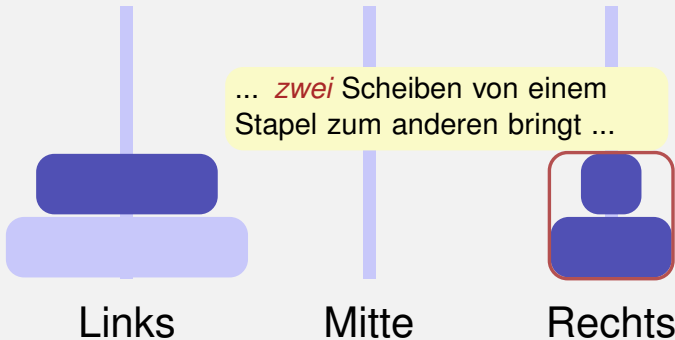 ... zwei Scheiben von einem
Stapel zum anderen bringt ...
Links Mitte Rechts